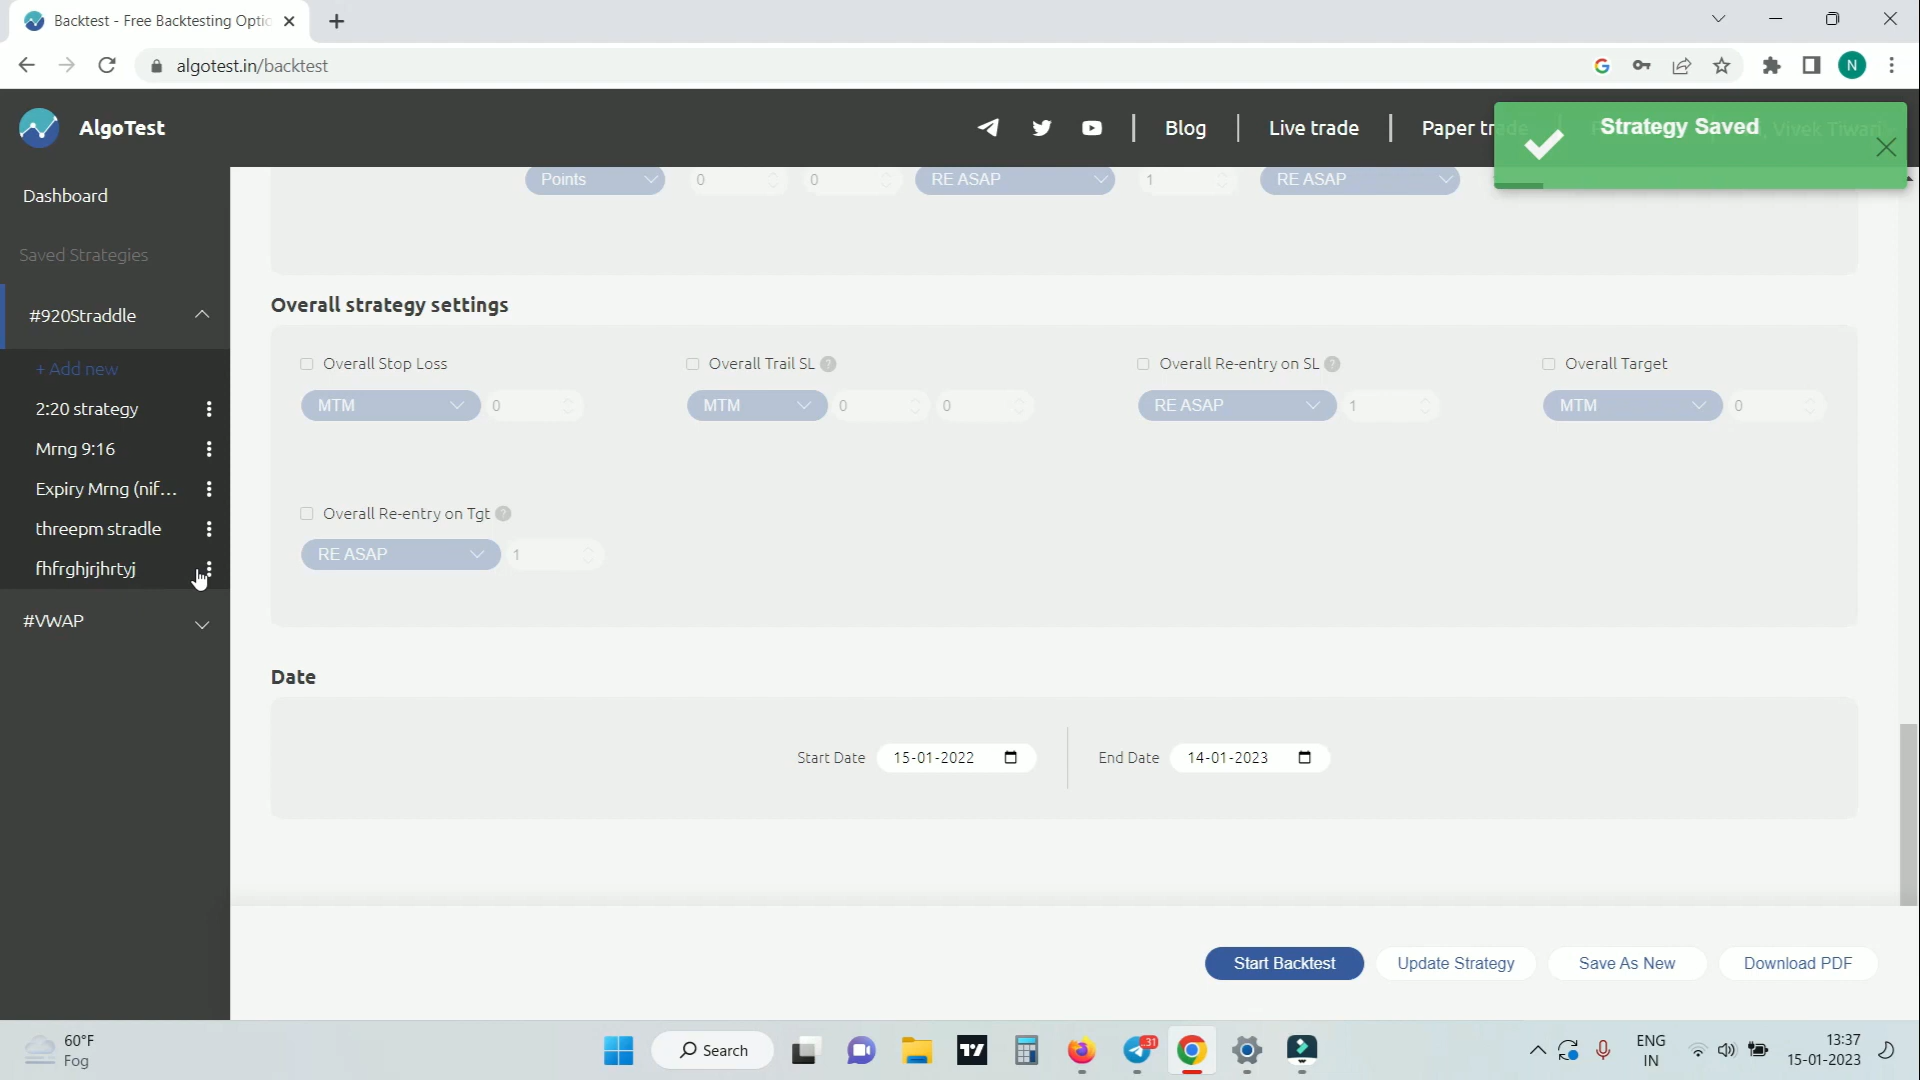 Backtest - Free Backtesting Optic
algotest.in/backtest
N
AlgoTest
Blog
Live trade
Paper tr
Strategy Saved
Vivek Tiwari
Dashboard
Saved Strategies
#920Straddle
+ Add new
2:20 strategy
Mrng 9:16
Expiry Mrng (nif...
threepm stradle
fhfrghjrjhrtyj
#VWAP
Points 0 0 RE ASAP 1 RE ASAP
Overall strategy settings
Overall Stop Loss
MTM 0
Overall Trail SL ?
MTM 0 0
Overall Re-entry on SL ?
RE ASAP 1
Overall Target
MTM 0
Overall Re-entry on Tgt ?
RE ASAP 1
Date
Start Date 15-01-2022
End Date 14-01-2023
Start Backtest
Update Strategy
Save As New
Download PDF
60°F
Fog
Search
31
ENG
IN
13:37
15-01-2023